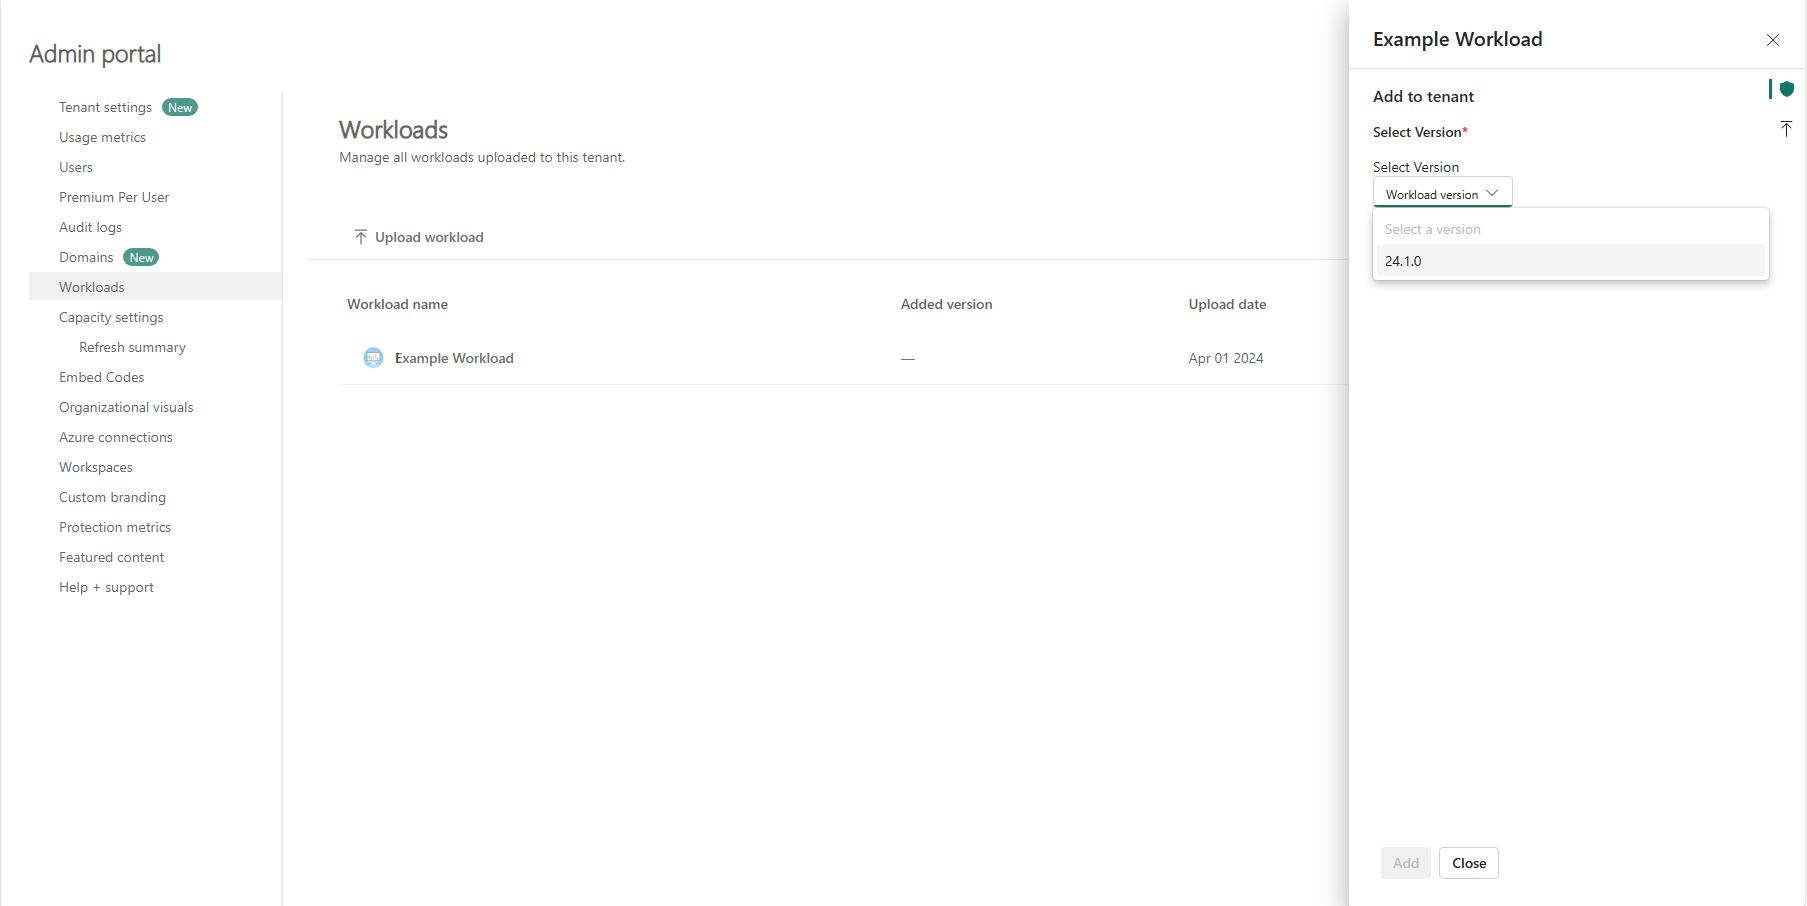 Admin portal
Tenant settings New
Usage metrics
Users
Premium Per User
Audit logs
Domains New
Workloads
Capacity settings
Refresh summary
Embed Codes
Organizational visuals
Azure connections
Workspaces
Custom branding
Protection metrics
Featured content
Help + support
Workloads
Manage all workloads uploaded to this tenant.
Upload workload
Workload name Added version Upload date
Example Workload — Apr 01 2024
Example Workload
Add to tenant
Select Version*
Select Version
Workload version
Select a version
24.1.0
Add Close